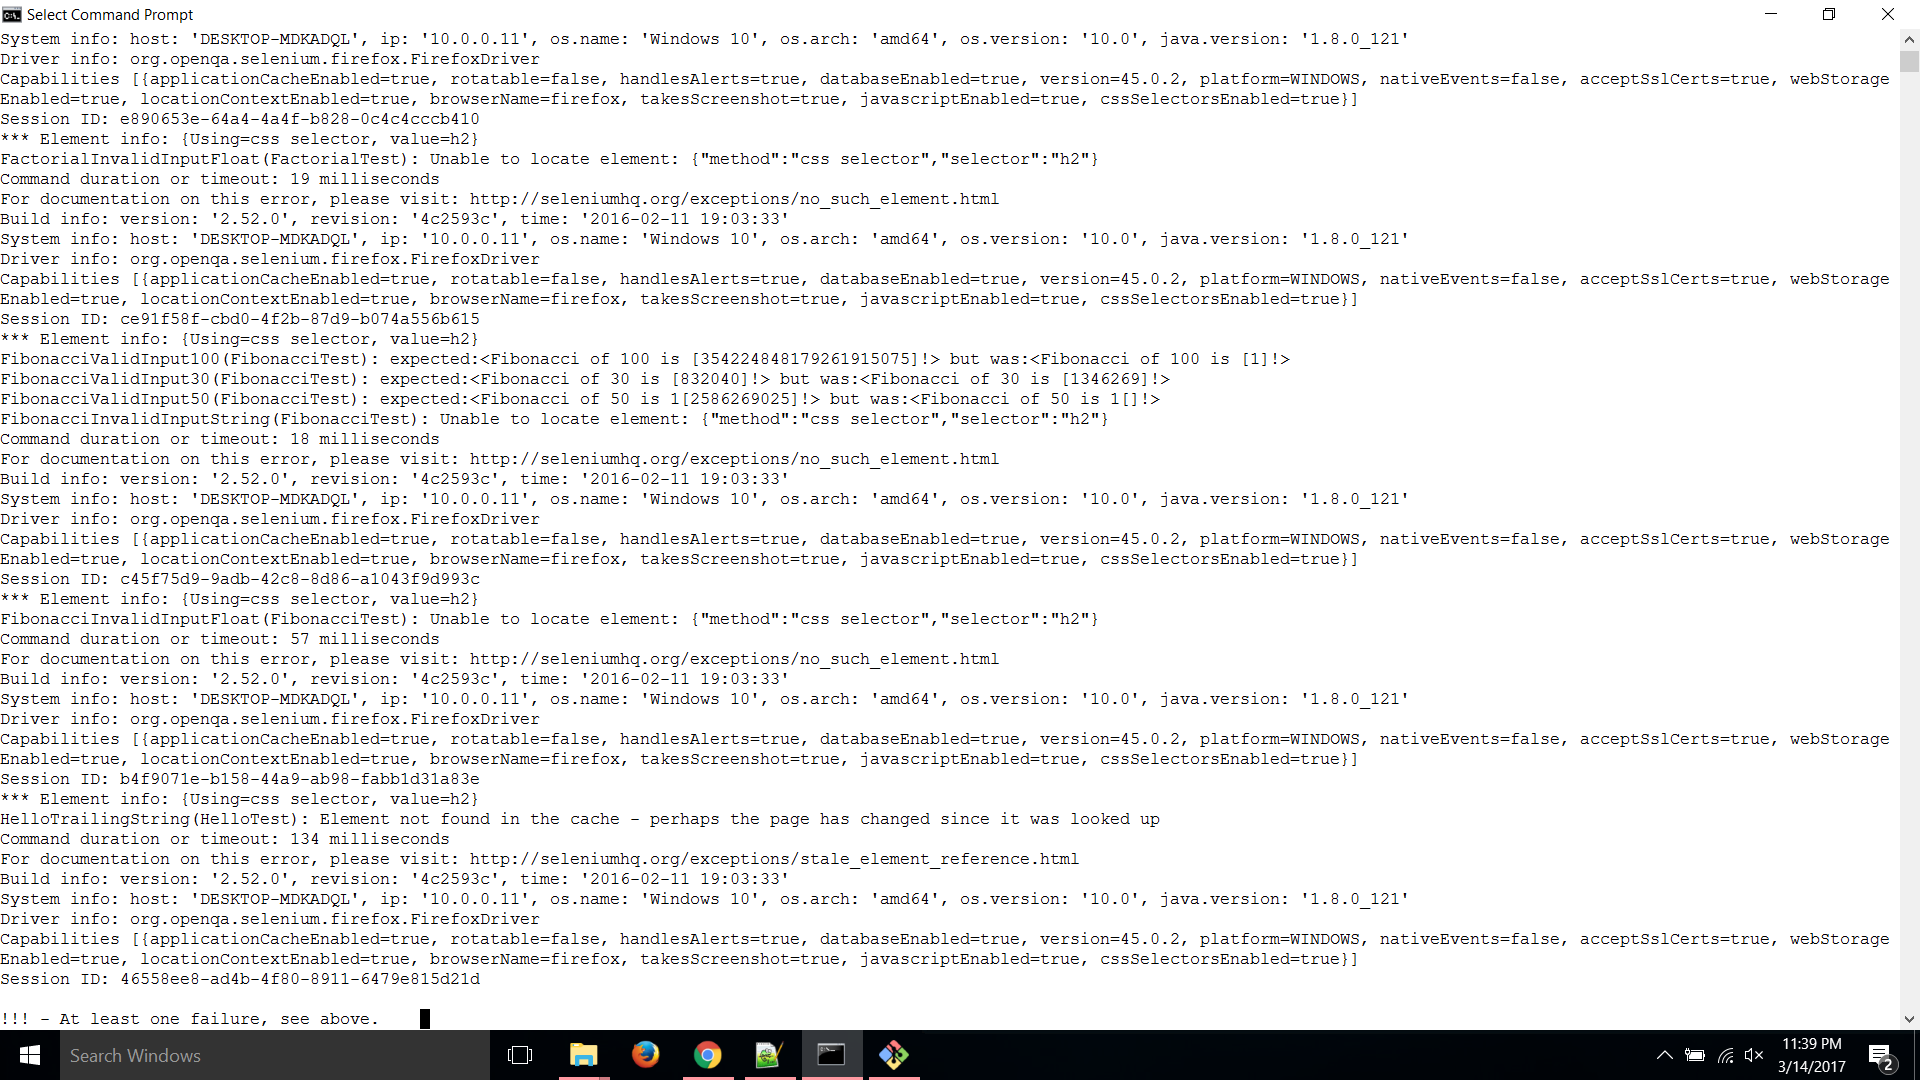 Select Command Prompt
System info: host: 'DESKTOP-MDKADQL', ip: '10.0.0.11', os.name: 'Windows 10', os.arch: 'amd64', os.version: '10.0', java.version: '1.8.0_121'
Driver info: org.openqa.selenium.firefox.FirefoxDriver
Capabilities [{applicationCacheEnabled=true, rotatable=false, handlesAlerts=true, databaseEnabled=true, version=45.0.2, platform=WINDOWS, nativeEvents=false, acceptSslCerts=true, webStorage
Enabled=true, locationContextEnabled=true, browserName=firefox, takesScreenshot=true, javascriptEnabled=true, cssSelectorsEnabled=true}]
Session ID: e890653e-64a4-4a4f-b828-0c4c4cccb410
*** Element info: {Using=css selector, value=h2}
FactorialInvalidInputFloat(FactorialTest): Unable to locate element: {"method":"css selector","selector":"h2"}
Command duration or timeout: 19 milliseconds
For documentation on this error, please visit: http://seleniumhq.org/exceptions/no_such_element.html
Build info: version: '2.52.0', revision: '4c2593c', time: '2016-02-11 19:03:33'
System info: host: 'DESKTOP-MDKADQL', ip: '10.0.0.11', os.name: 'Windows 10', os.arch: 'amd64', os.version: '10.0', java.version: '1.8.0_121'
Driver info: org.openqa.selenium.firefox.FirefoxDriver
Capabilities [{applicationCacheEnabled=true, rotatable=false, handlesAlerts=true, databaseEnabled=true, version=45.0.2, platform=WINDOWS, nativeEvents=false, acceptSslCerts=true, webStorage
Enabled=true, locationContextEnabled=true, browserName=firefox, takesScreenshot=true, javascriptEnabled=true, cssSelectorsEnabled=true}]
Session ID: ce91f58f-cbd0-4f2b-87d9-b074a556b615
*** Element info: {Using=css selector, value=h2}
FibonacciValidInput100(FibonacciTest): expected:<Fibonacci of 100 is [354224848179261915075]!> but was:<Fibonacci of 100 is [1]!>
FibonacciValidInput30(FibonacciTest): expected:<Fibonacci of 30 is [832040]!> but was:<Fibonacci of 30 is [1346269]!>
FibonacciValidInput50(FibonacciTest): expected:<Fibonacci of 50 is 1[2586269025]!> but was:<Fibonacci of 50 is 1[]!>
FibonacciInvalidInputString(FibonacciTest): Unable to locate element: {"method":"css selector","selector":"h2"}
Command duration or timeout: 18 milliseconds
For documentation on this error, please visit: http://seleniumhq.org/exceptions/no_such_element.html
Build info: version: '2.52.0', revision: '4c2593c', time: '2016-02-11 19:03:33'
System info: host: 'DESKTOP-MDKADQL', ip: '10.0.0.11', os.name: 'Windows 10', os.arch: 'amd64', os.version: '10.0', java.version: '1.8.0_121'
Driver info: org.openqa.selenium.firefox.FirefoxDriver
Capabilities [{applicationCacheEnabled=true, rotatable=false, handlesAlerts=true, databaseEnabled=true, version=45.0.2, platform=WINDOWS, nativeEvents=false, acceptSslCerts=true, webStorage
Enabled=true, locationContextEnabled=true, browserName=firefox, takesScreenshot=true, javascriptEnabled=true, cssSelectorsEnabled=true}]
Session ID: c45f75d9-9adb-42c8-8d86-a1043f9d993c
*** Element info: {Using=css selector, value=h2}
FibonacciInvalidInputFloat(FibonacciTest): Unable to locate element: {"method":"css selector","selector":"h2"}
Command duration or timeout: 57 milliseconds
For documentation on this error, please visit: http://seleniumhq.org/exceptions/no_such_element.html
Build info: version: '2.52.0', revision: '4c2593c', time: '2016-02-11 19:03:33'
System info: host: 'DESKTOP-MDKADQL', ip: '10.0.0.11', os.name: 'Windows 10', os.arch: 'amd64', os.version: '10.0', java.version: '1.8.0_121'
Driver info: org.openqa.selenium.firefox.FirefoxDriver
Capabilities [{applicationCacheEnabled=true, rotatable=false, handlesAlerts=true, databaseEnabled=true, version=45.0.2, platform=WINDOWS, nativeEvents=false, acceptSslCerts=true, webStorage
Enabled=true, locationContextEnabled=true, browserName=firefox, takesScreenshot=true, javascriptEnabled=true, cssSelectorsEnabled=true}]
Session ID: b4f9071e-b158-44a9-ab98-fabb1d31a83e
*** Element info: {Using=css selector, value=h2}
HelloTrailingString(HelloTest): Element not found in the cache - perhaps the page has changed since it was looked up
Command duration or timeout: 134 milliseconds
For documentation on this error, please visit: http://seleniumhq.org/exceptions/stale_element_reference.html
Build info: version: '2.52.0', revision: '4c2593c', time: '2016-02-11 19:03:33'
System info: host: 'DESKTOP-MDKADQL', ip: '10.0.0.11', os.name: 'Windows 10', os.arch: 'amd64', os.version: '10.0', java.version: '1.8.0_121'
Driver info: org.openqa.selenium.firefox.FirefoxDriver
Capabilities [{applicationCacheEnabled=true, rotatable=false, handlesAlerts=true, databaseEnabled=true, version=45.0.2, platform=WINDOWS, nativeEvents=false, acceptSslCerts=true, webStorage
Enabled=true, locationContextEnabled=true, browserName=firefox, takesScreenshot=true, javascriptEnabled=true, cssSelectorsEnabled=true}]
Session ID: 46558ee8-ad4b-4f80-8911-6479e815d21d
!!! - At least one failure, see above.
Search Windows
11:39 PM
3/14/2017
2